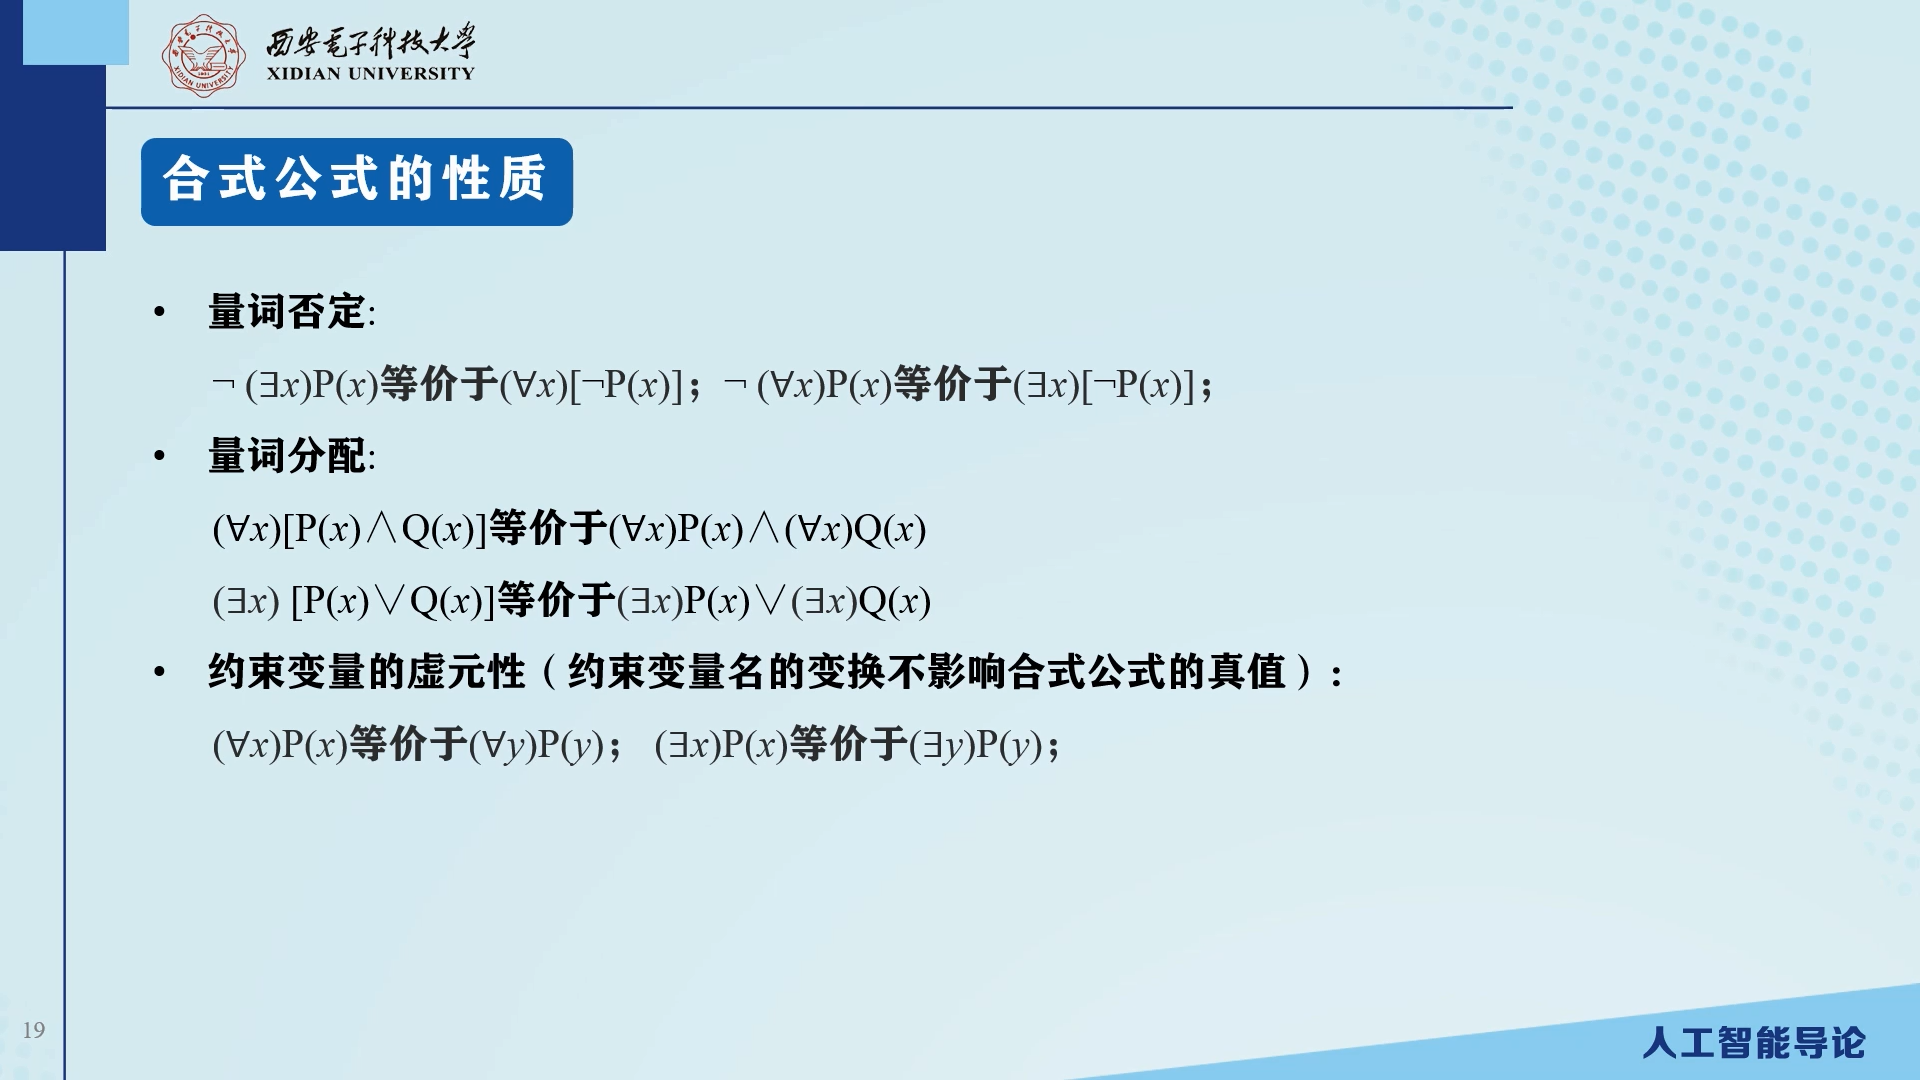 西安电子科技大学
XIDIAN UNIVERSITY
合式公式的性质
• 量词否定:
¬ (∃x)P(x)等价于(∀x)[¬P(x)]；¬ (∀x)P(x)等价于(∃x)[¬P(x)]；
• 量词分配:
(∀x)[P(x)∧Q(x)]等价于(∀x)P(x)∧(∀x)Q(x)
(∃x) [P(x)∨Q(x)]等价于(∃x)P(x)∨(∃x)Q(x)
• 约束变量的虚元性（约束变量名的变换不影响合式公式的真值）：
(∀x)P(x)等价于(∀y)P(y)； (∃x)P(x)等价于(∃y)P(y)；
19
人工智能导论